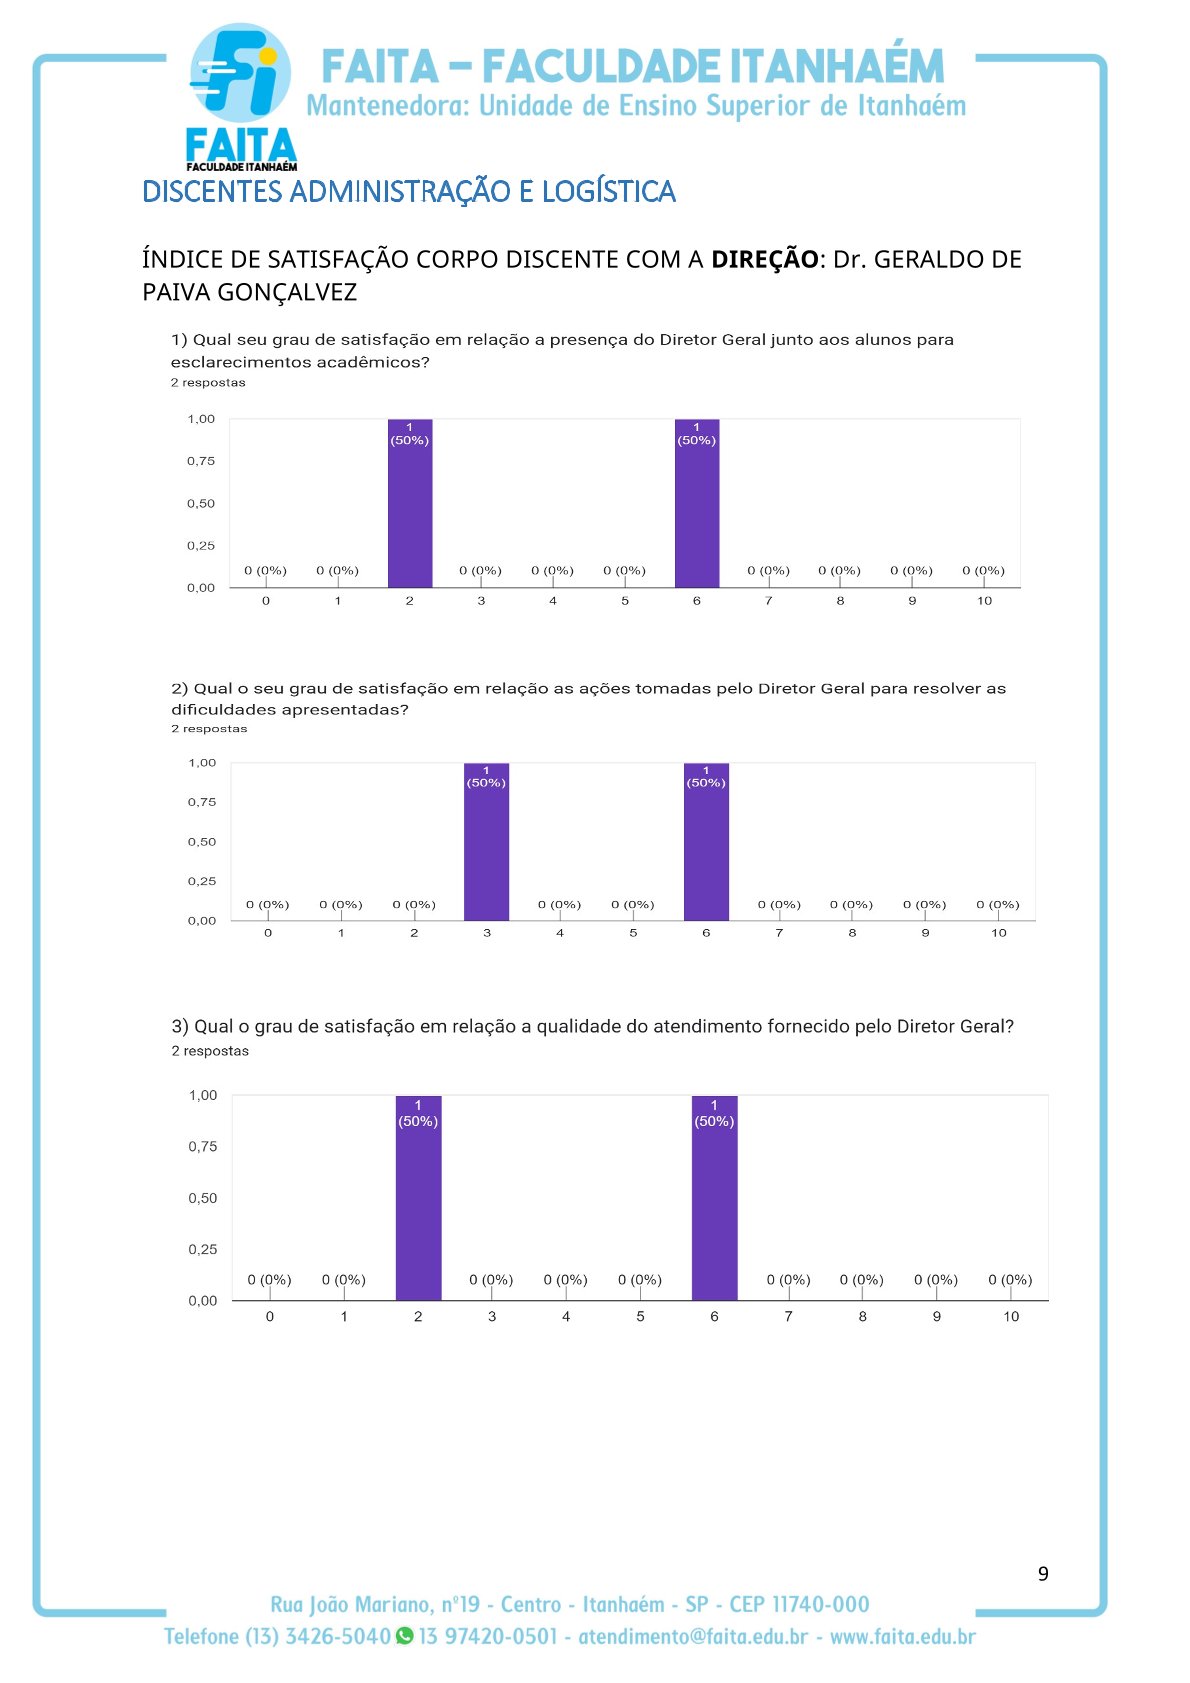 FAITA – FACULDADE ITANHAÉM
Mantenedora: Unidade de Ensino Superior de Itanhaém
Fi
FAITA
FACULDADE ITANHAÉM
DISCENTES ADMINISTRAÇÃO E LOGÍSTICA
ÍNDICE DE SATISFAÇÃO CORPO DISCENTE COM A DIREÇÃO: Dr. GERALDO DE
PAIVA GONÇALVEZ
1) Qual seu grau de satisfação em relação a presença do Diretor Geral junto aos alunos para
esclarecimentos acadêmicos?
2 respostas
1,00
1 1
(50%) (50%)
0,75
0,50
0,25
0 (0%) 0 (0%) 0 (0%) 0 (0%) 0 (0%) 0 (0%) 0 (0%) 0 (0%) 0 (0%)
0,00
0 1 2 3 4 5 6 7 8 9 10
2) Qual o seu grau de satisfação em relação as ações tomadas pelo Diretor Geral para resolver as
dificuldades apresentadas?
2 respostas
1,00
1 1
(50%) (50%)
0,75
0,50
0,25
0 (0%) 0 (0%) 0 (0%) 0 (0%) 0 (0%) 0 (0%) 0 (0%) 0 (0%) 0 (0%)
0,00
0 1 2 3 4 5 6 7 8 9 10
3) Qual o grau de satisfação em relação a qualidade do atendimento fornecido pelo Diretor Geral?
2 respostas
1,00
1 1
(50%) (50%)
0,75
0,50
0,25
0 (0%) 0 (0%) 0 (0%) 0 (0%) 0 (0%) 0 (0%) 0 (0%) 0 (0%) 0 (0%)
0,00
0 1 2 3 4 5 6 7 8 9 10
9
Rua João Mariano, nº19 - Centro - Itanhaém - SP - CEP 11740-000
Telefone (13) 3426-5040 13 97420-0501 - atendimento@faita.edu.br - www.faita.edu.br